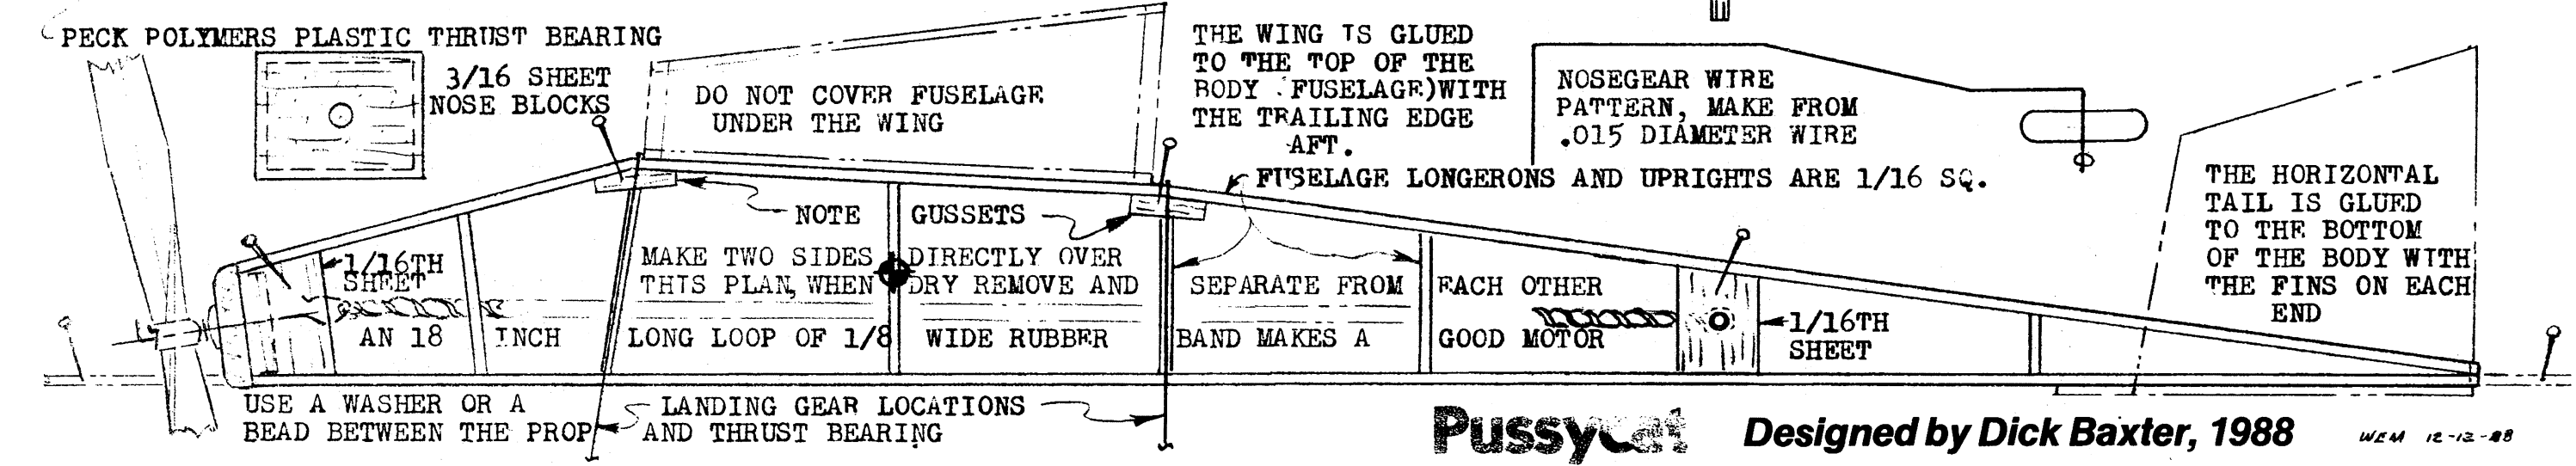 PECK POLYMERS PLASTIC THRUST BEARING
3/16 SHEET
NOSE BLOCKS
DO NOT COVER FUSELAGE
UNDER THE WING
THE WING IS GLUED
TO THE TOP OF THE
BODY (FUSELAGE) WITH
THE TRAILING EDGE
AFT.
NOSEGEAR WIRE
PATTERN, MAKE FROM
.015 DIAMETER WIRE
FUSELAGE LONGERONS AND UPRIGHTS ARE 1/16 SQ.
THE HORIZONTAL
TAIL IS GLUED
TO THE BOTTOM
OF THE BODY WITH
THE FINS ON EACH
END
NOTE GUSSETS
1/16TH
SHEET
MAKE TWO SIDES DIRECTLY OVER
THIS PLAN, WHEN DRY REMOVE AND SEPARATE FROM EACH OTHER
AN 18 INCH LONG LOOP OF 1/8 WIDE RUBBER BAND MAKES A GOOD MOTOR
1/16TH
SHEET
USE A WASHER OR A
BEAD BETWEEN THE PROP AND THRUST BEARING
LANDING GEAR LOCATIONS
Pussycat
Designed by Dick Baxter, 1988
WEM 12-12-88